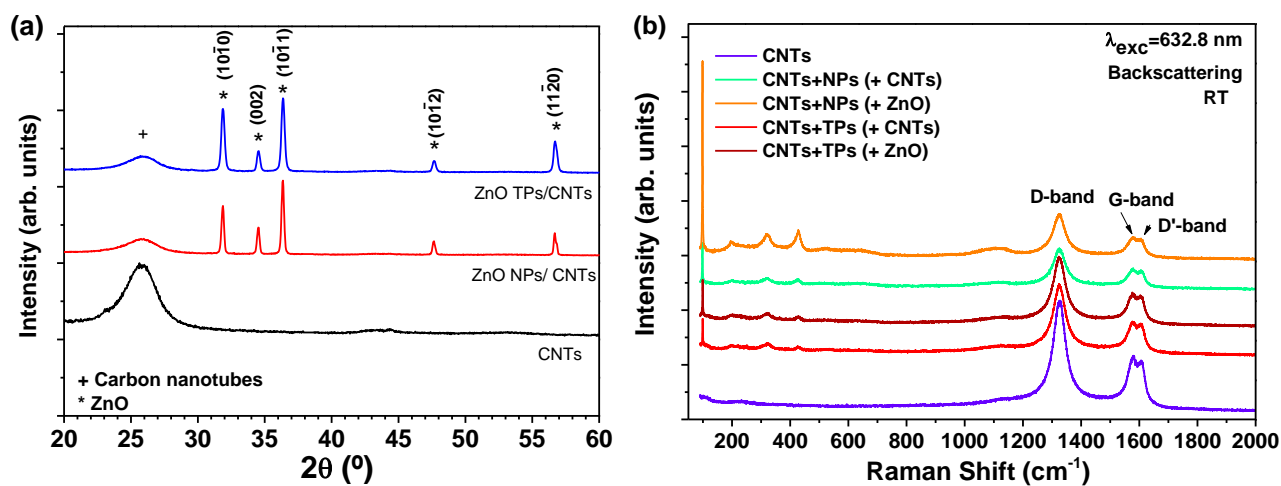 (a)
* (101̄0)
* (002)
* (101̄1)
* (101̄2)
* (112̄0)
+
ZnO TPs/CNTs
ZnO NPs/ CNTs
CNTs
+ Carbon nanotubes
* ZnO
Intensity (arb. units)
20 25 30 35 40 45 50 55 60
2θ (º)
(b)
λexc=632.8 nm
Backscattering
RT
CNTs
CNTs+NPs (+ CNTs)
CNTs+NPs (+ ZnO)
CNTs+TPs (+ CNTs)
CNTs+TPs (+ ZnO)
D-band
G-band
D'-band
Intensity (arb. units)
200 400 600 800 1000 1200 1400 1600 1800 2000
Raman Shift (cm⁻¹)